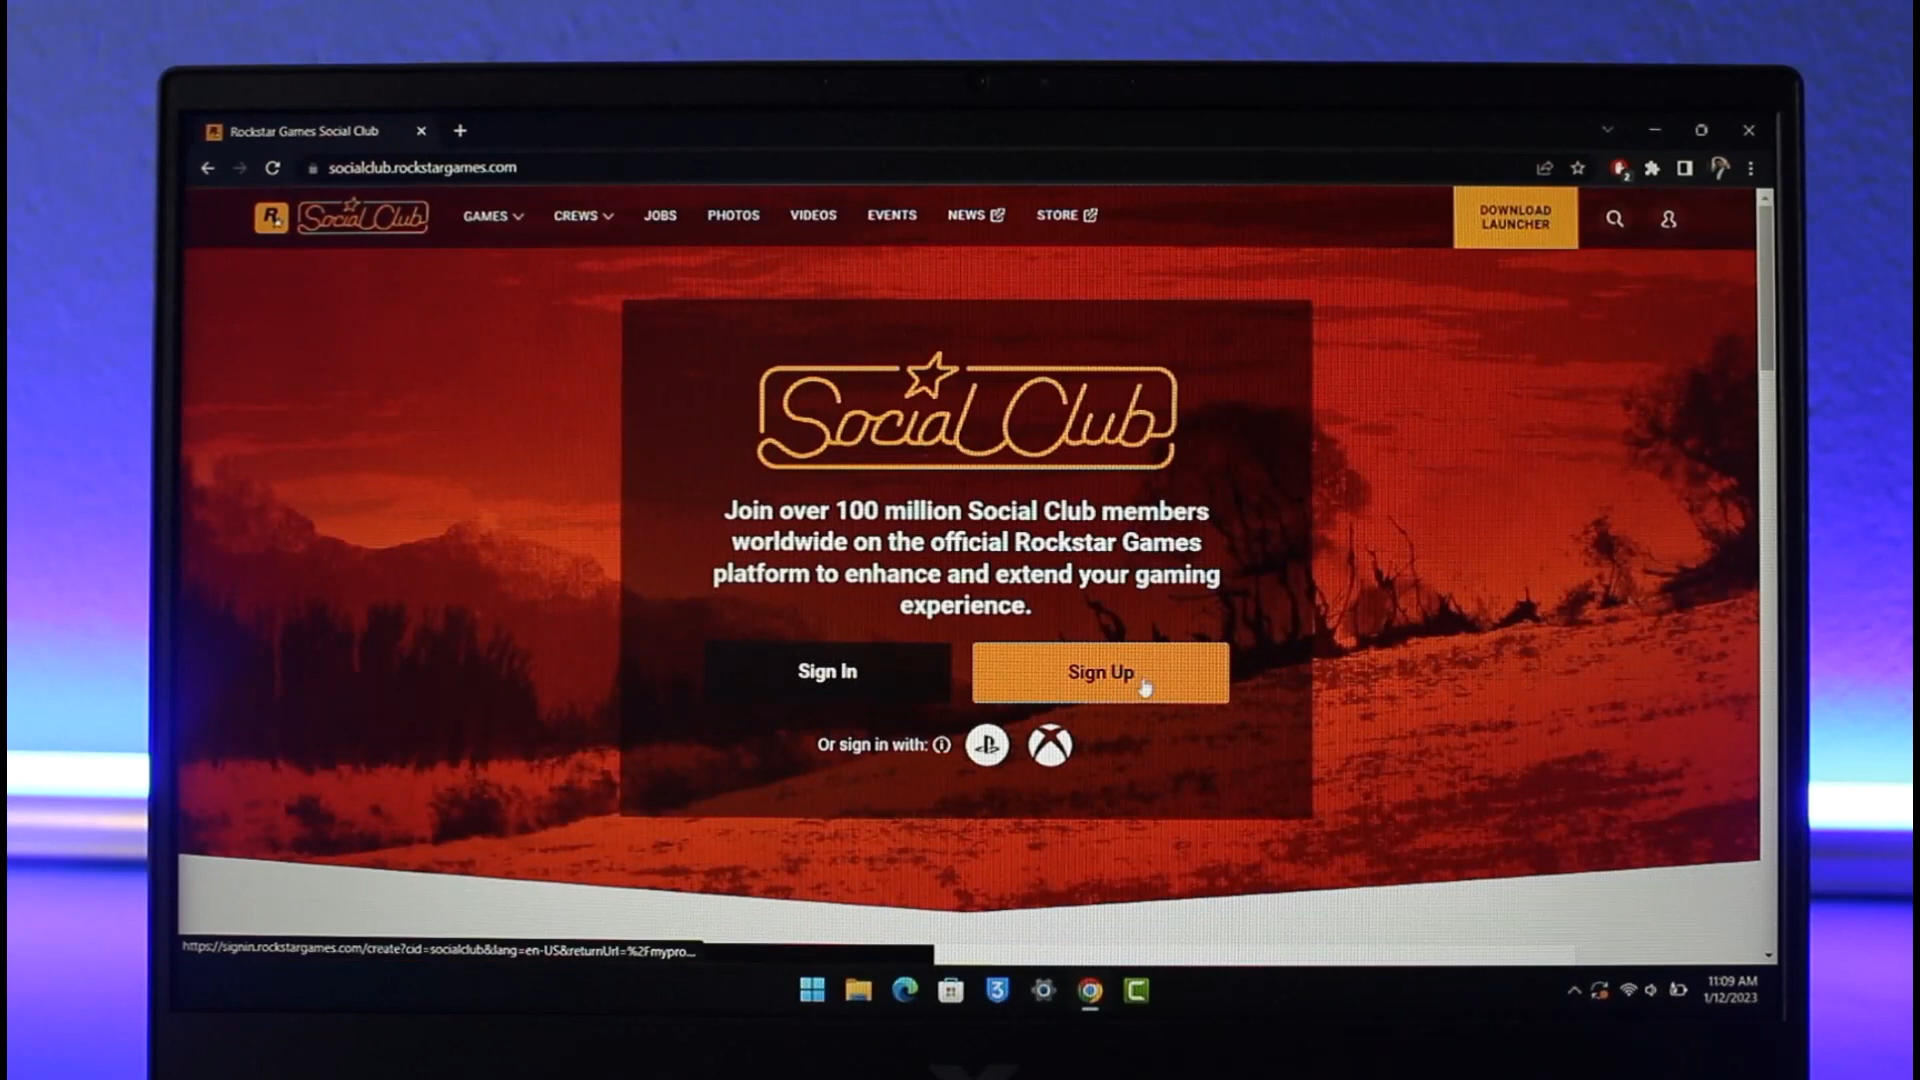 Rockstar Games Social Club
socialclub.rockstargames.com
2
R Social Club GAMES CREWS JOBS PHOTOS VIDEOS EVENTS NEWS STORE
DOWNLOAD
LAUNCHER
Social Club
Join over 100 million Social Club members
worldwide on the official Rockstar Games
platform to enhance and extend your gaming
experience.
Sign In
Sign Up
Or sign in with:
https://signin.rockstargames.com/create?cid=socialclub&lang=en-US&returnUrl=%2Fmypro...
3
11:09 AM
1/12/2023